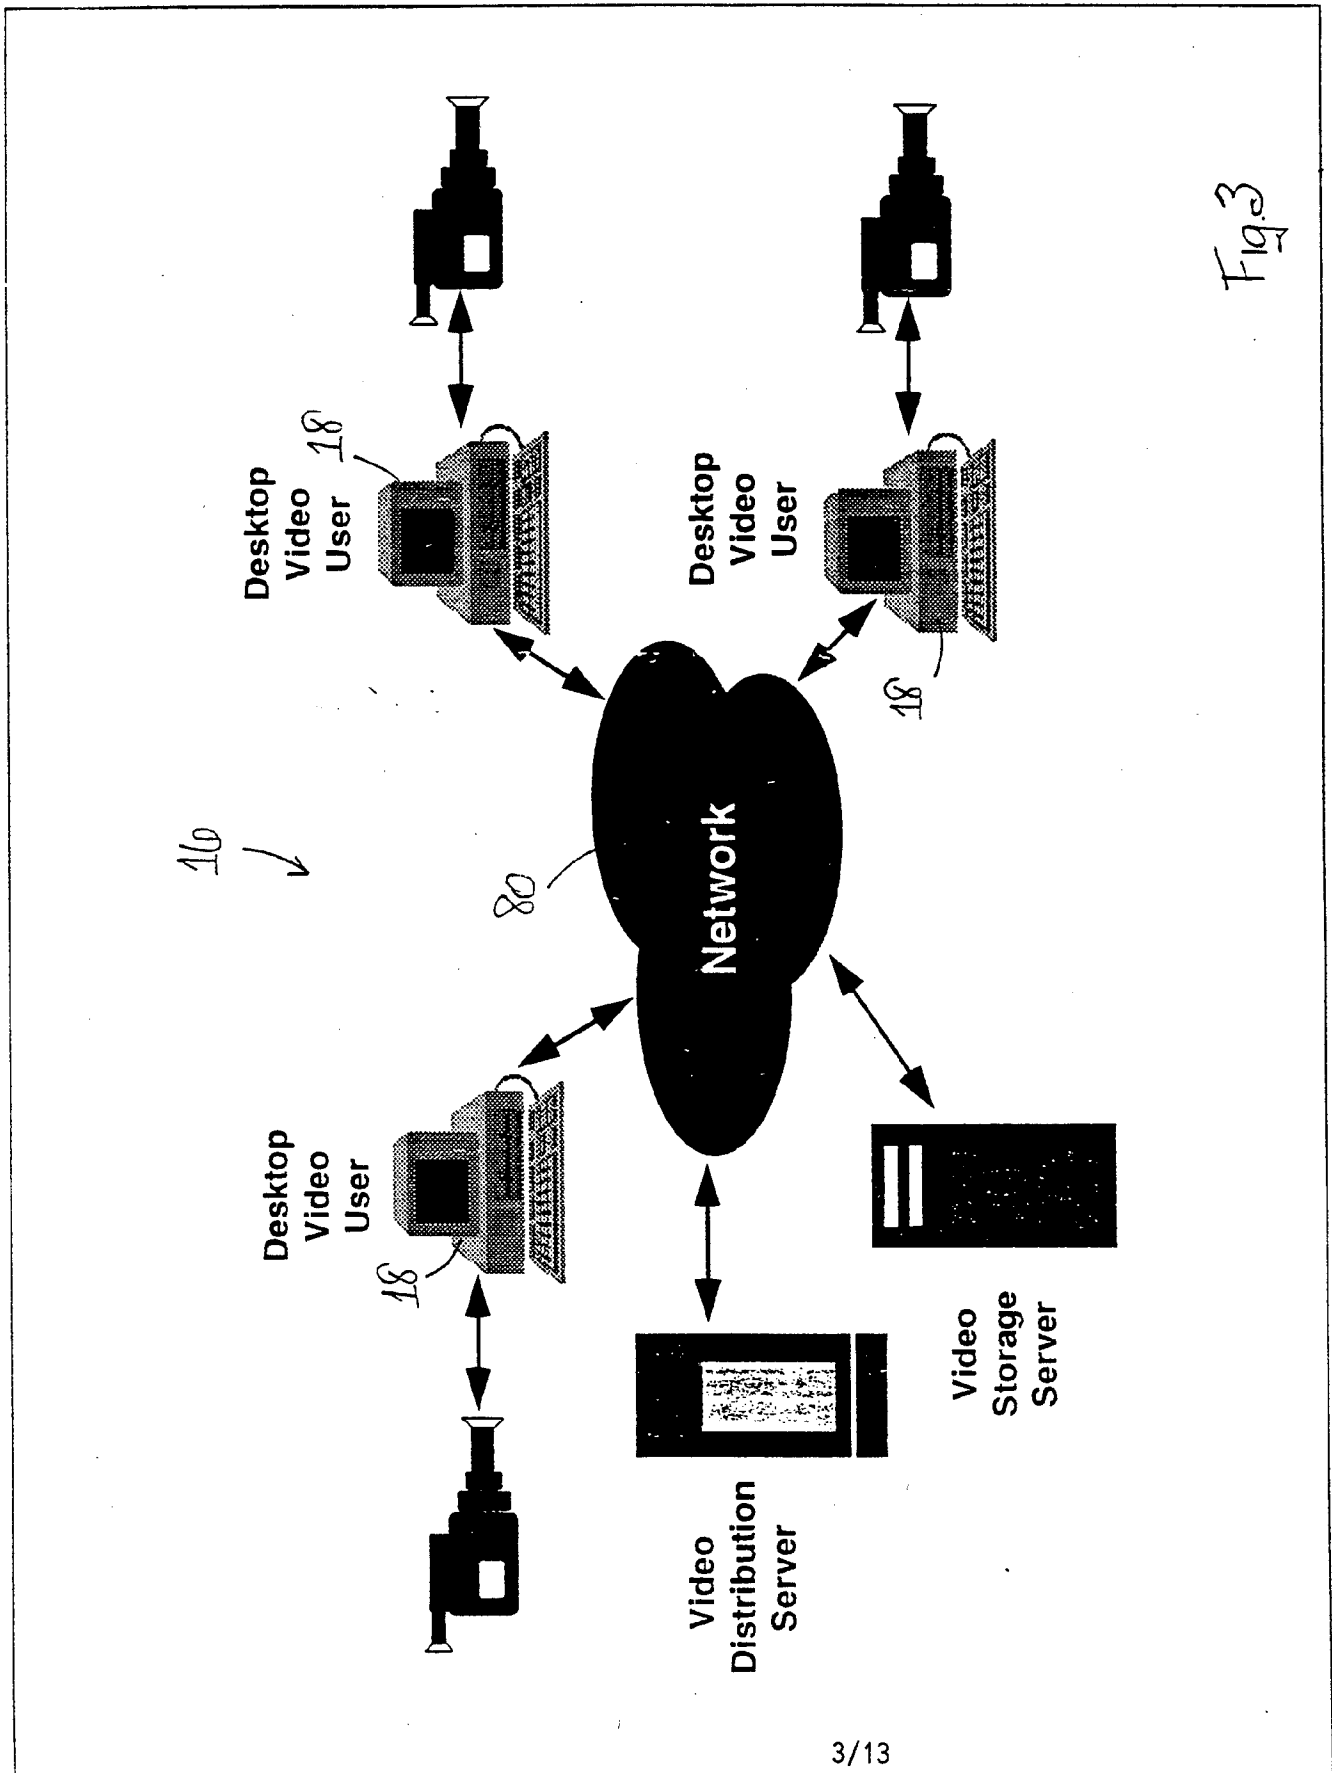 16
Desktop
Video
User
18
Desktop
Video
User
18
80
Network
Desktop
Video
User
18
Video
Distribution
Server
Video
Storage
Server
Fig.3
3/13